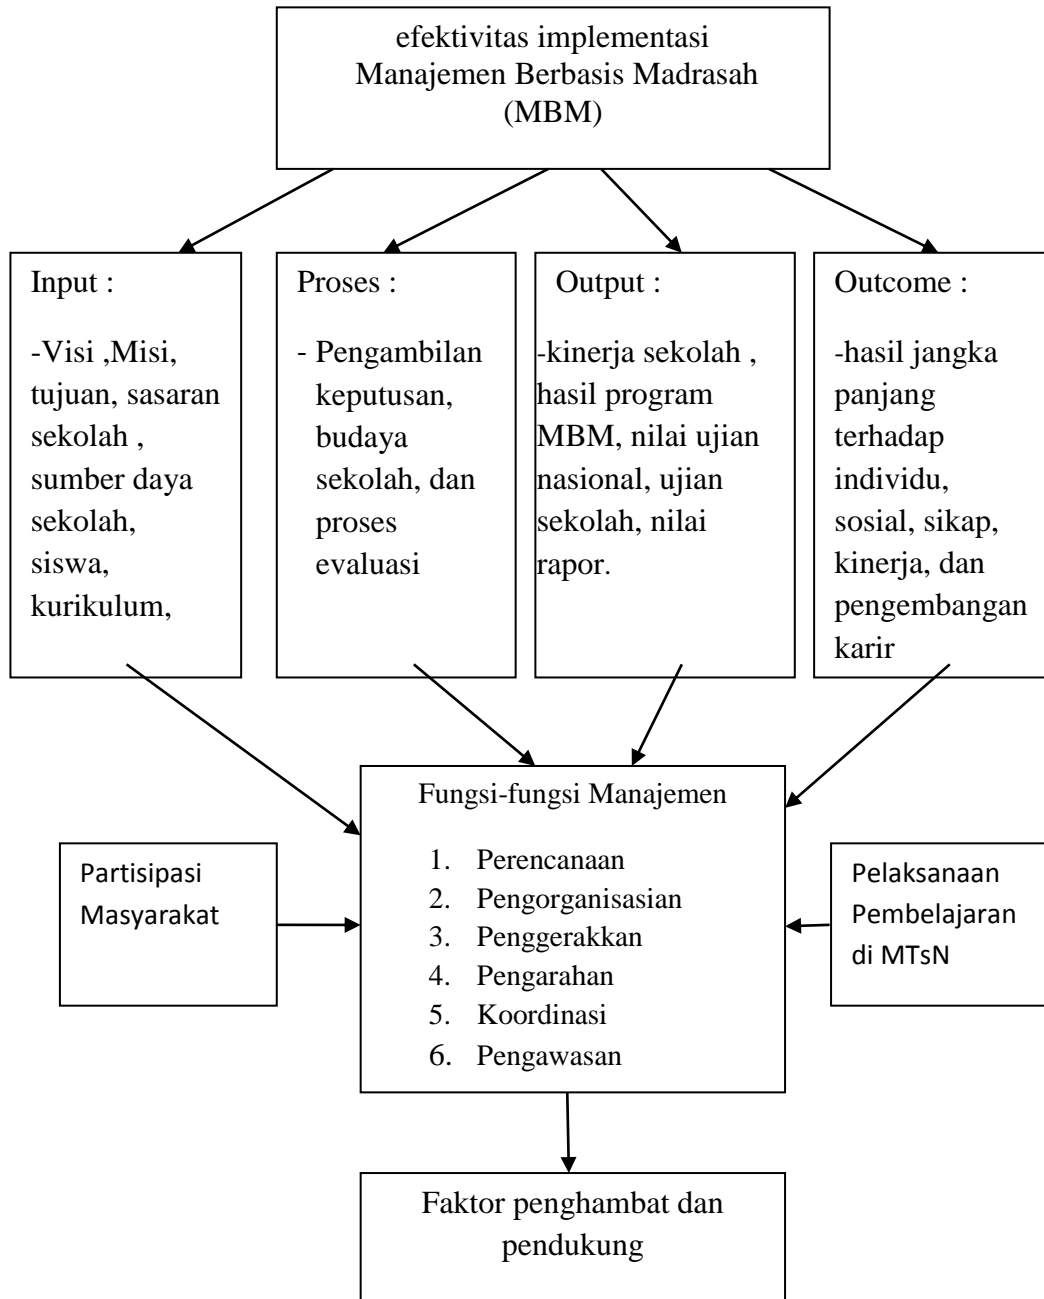 efektivitas implementasi
Manajemen Berbasis Madrasah
(MBM)
Input :
-Visi ,Misi,
tujuan, sasaran
sekolah ,
sumber daya
sekolah,
siswa,
kurikulum,
Proses :
- Pengambilan
keputusan,
budaya
sekolah, dan
proses
evaluasi
Output :
-kinerja sekolah ,
hasil program
MBM, nilai ujian
nasional, ujian
sekolah, nilai
rapor.
Outcome :
-hasil jangka
panjang
terhadap
individu,
sosial, sikap,
kinerja, dan
pengembangan
karir
Fungsi-fungsi Manajemen
1. Perencanaan
2. Pengorganisasian
3. Penggerakkan
4. Pengarahan
5. Koordinasi
6. Pengawasan
Partisipasi
Masyarakat
Pelaksanaan
Pembelajaran
di MTsN
Faktor penghambat dan
pendukung